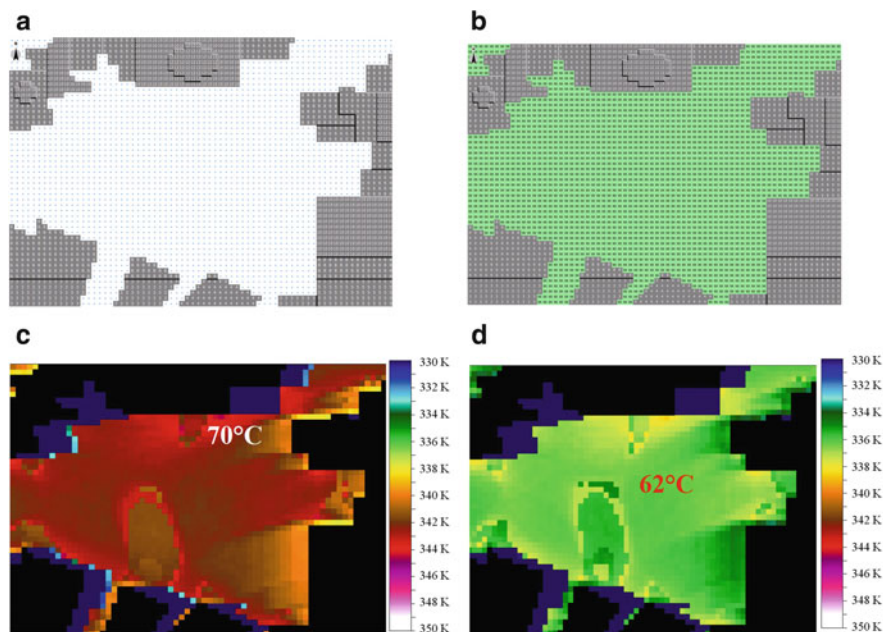 a
b
c
d
70°C
62°C
330 K
332 K
334 K
336 K
338 K
340 K
342 K
344 K
346 K
348 K
350 K
330 K
332 K
334 K
336 K
338 K
340 K
342 K
344 K
346 K
348 K
350 K